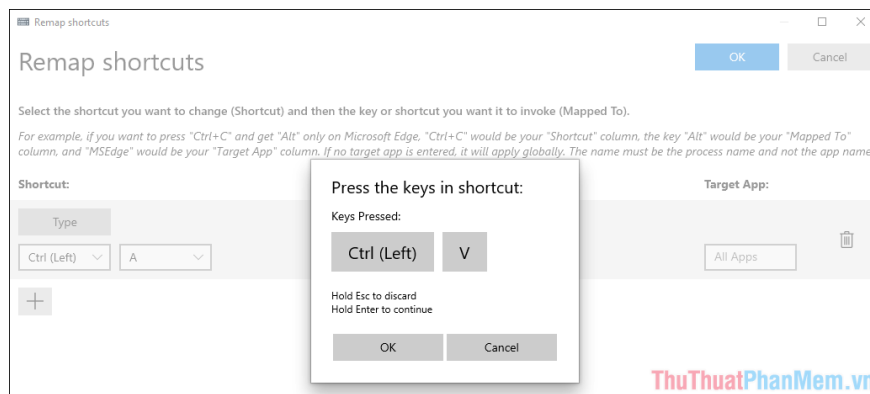 Remap shortcuts
Remap shortcuts
OK
Cancel
Select the shortcut you want to change (Shortcut) and then the key or shortcut you want it to invoke (Mapped To).
For example, if you want to press "Ctrl+C" and get "Alt" only on Microsoft Edge, "Ctrl+C" would be your "Shortcut" column, the key "Alt" would be your "Mapped To"
column, and "MSEdge" would be your "Target App" column. If no target app is entered, it will apply globally. The name must be the process name and not the app name
Shortcut:
Target App:
Type
Ctrl (Left)
A
All Apps
Press the keys in shortcut:
Keys Pressed:
Ctrl (Left)
V
Hold Esc to discard
Hold Enter to continue
OK
Cancel
ThuThuatPhanMem.vn